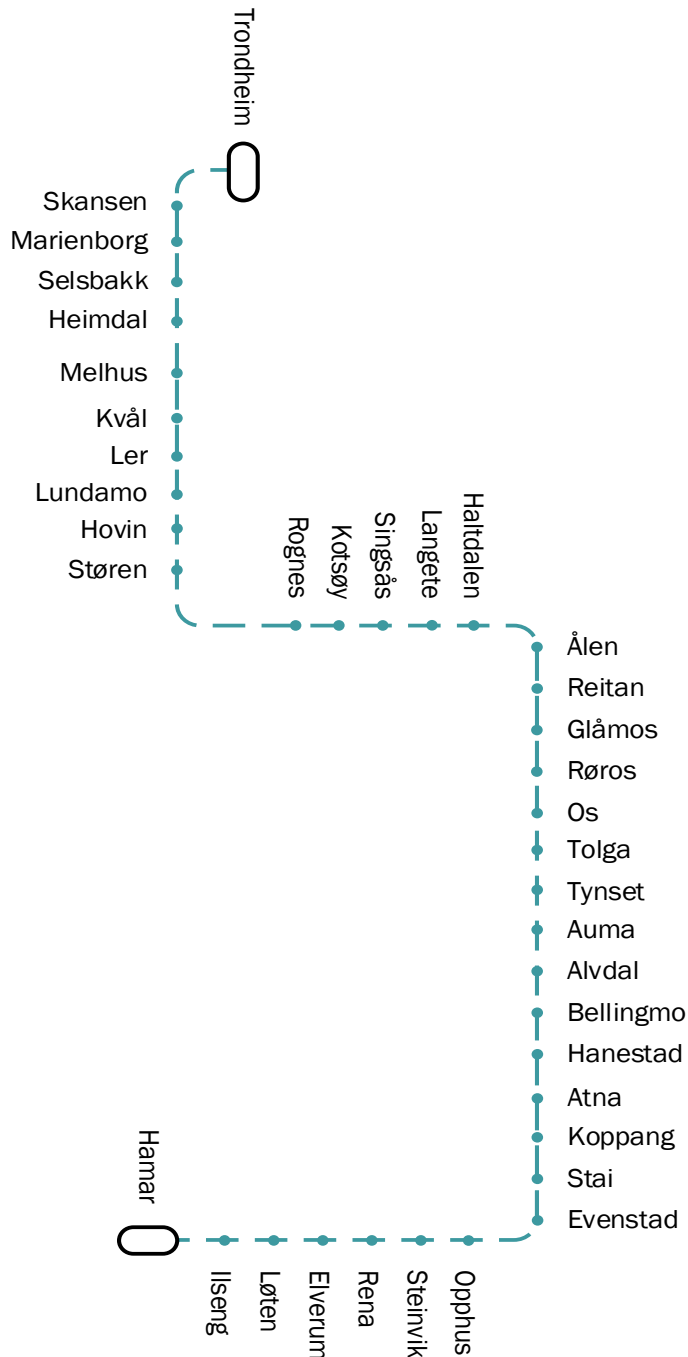 Trondheim
Skansen
Marienborg
Selsbakk
Heimdal
Melhus
Kvål
Ler
Lundamo
Hovin
Støren
Rognes
Kotsøy
Singsås
Langete
Haltdalen
Ålen
Reitan
Glåmos
Røros
Os
Tolga
Tynset
Auma
Alvdal
Bellingmo
Hanestad
Atna
Koppang
Stai
Evenstad
Opphus
Steinvik
Rena
Elverum
Løten
Ilseng
Hamar